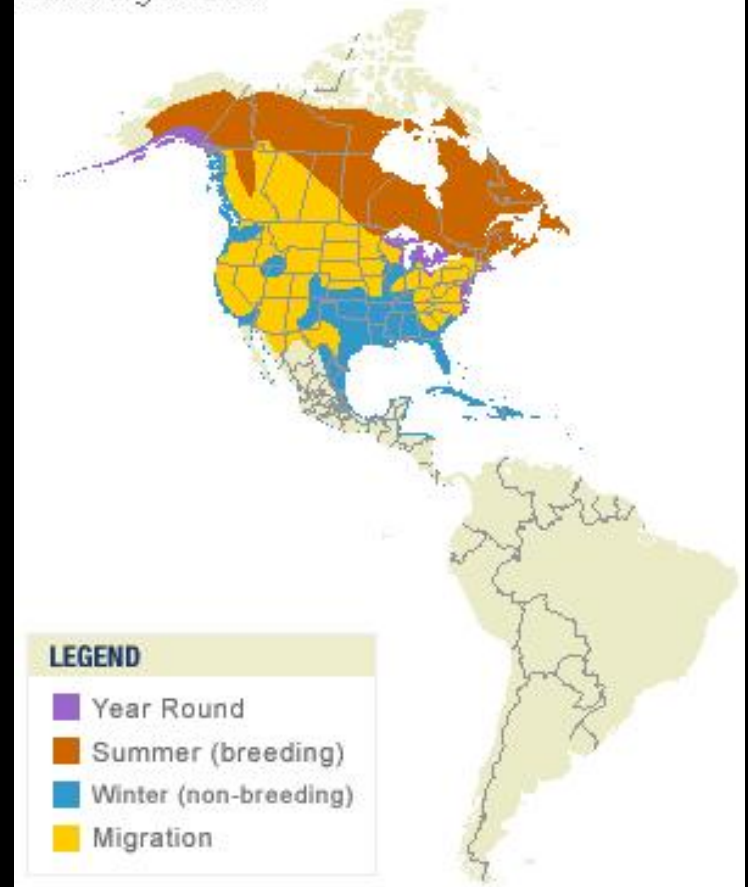 LEGEND
Year Round
Summer (breeding)
Winter (non-breeding)
Migration